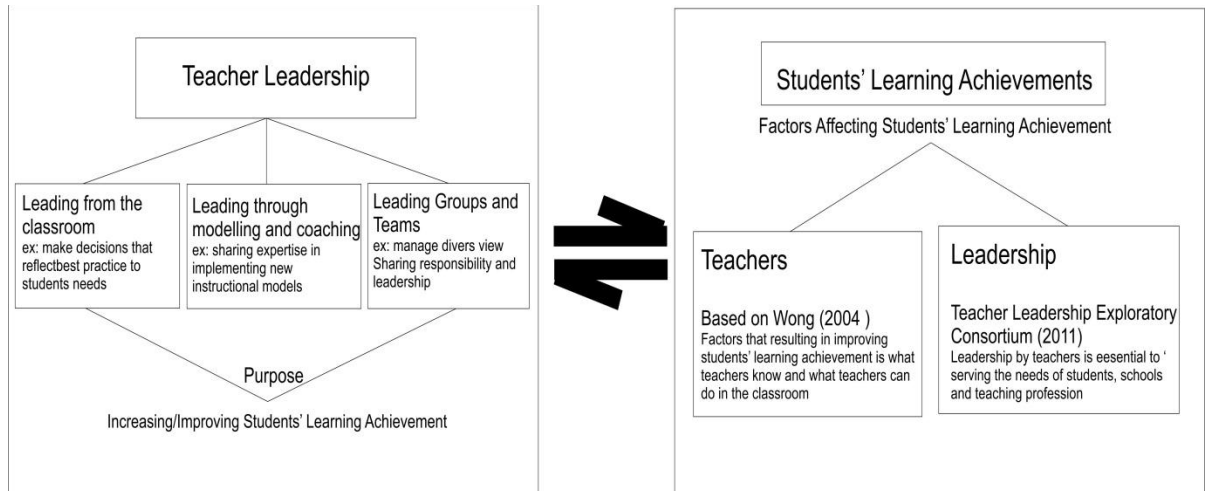 Teacher Leadership
Leading from the
classroom
ex: make decisions that
reflectbest practice to
students needs
Leading through
modelling and coaching
ex: sharing expertise in
implementing new
instructional models
Leading Groups and
Teams
ex: manage divers view
Sharing responsibility and
leadership
Purpose
Increasing/Improving Students' Learning Achievement
Students' Learning Achievements
Factors Affecting Students' Learning Achievement
Teachers
Based on Wong (2004 )
Factors that resulting in improving
students' learning achievement is what
teachers know and what teachers can
do in the classroom
Leadership
Teacher Leadership Exploratory
Consortium (2011)
Leadership by teachers is eesential to ‘
serving the needs of students, schools
and teaching profession